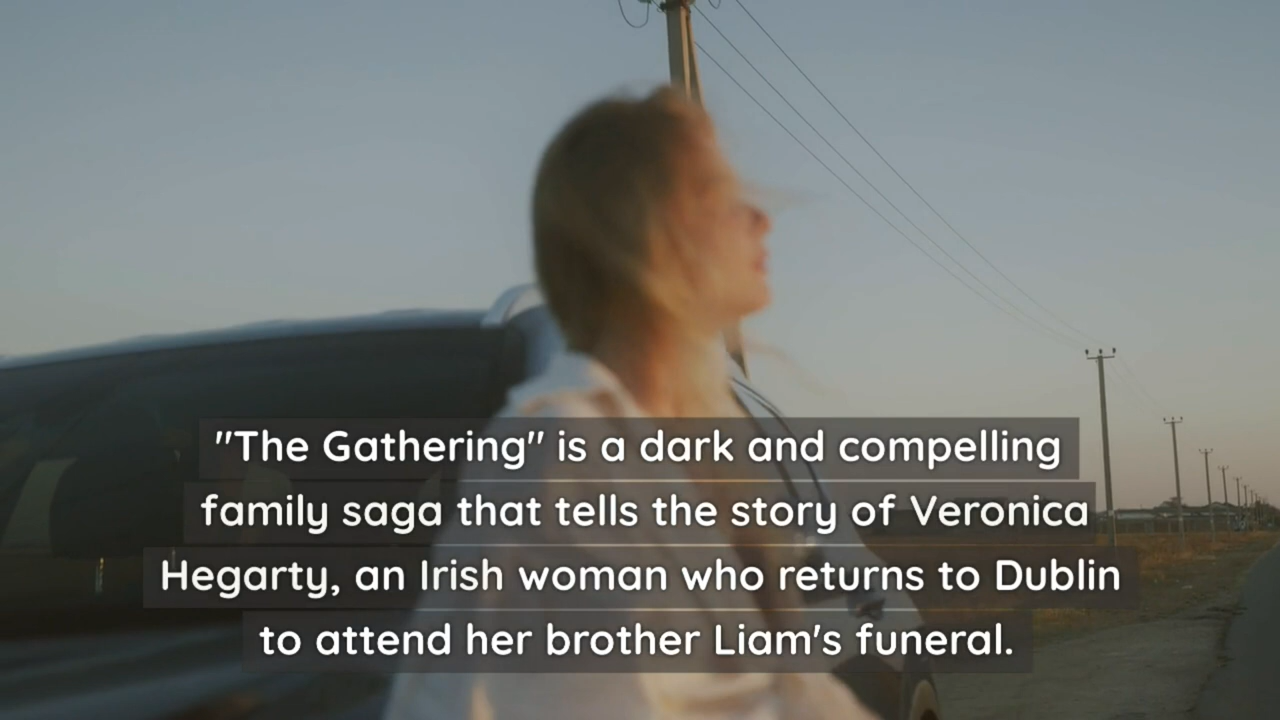 "The Gathering" is a dark and compelling
family saga that tells the story of Veronica
Hegarty, an Irish woman who returns to Dublin
to attend her brother Liam's funeral.